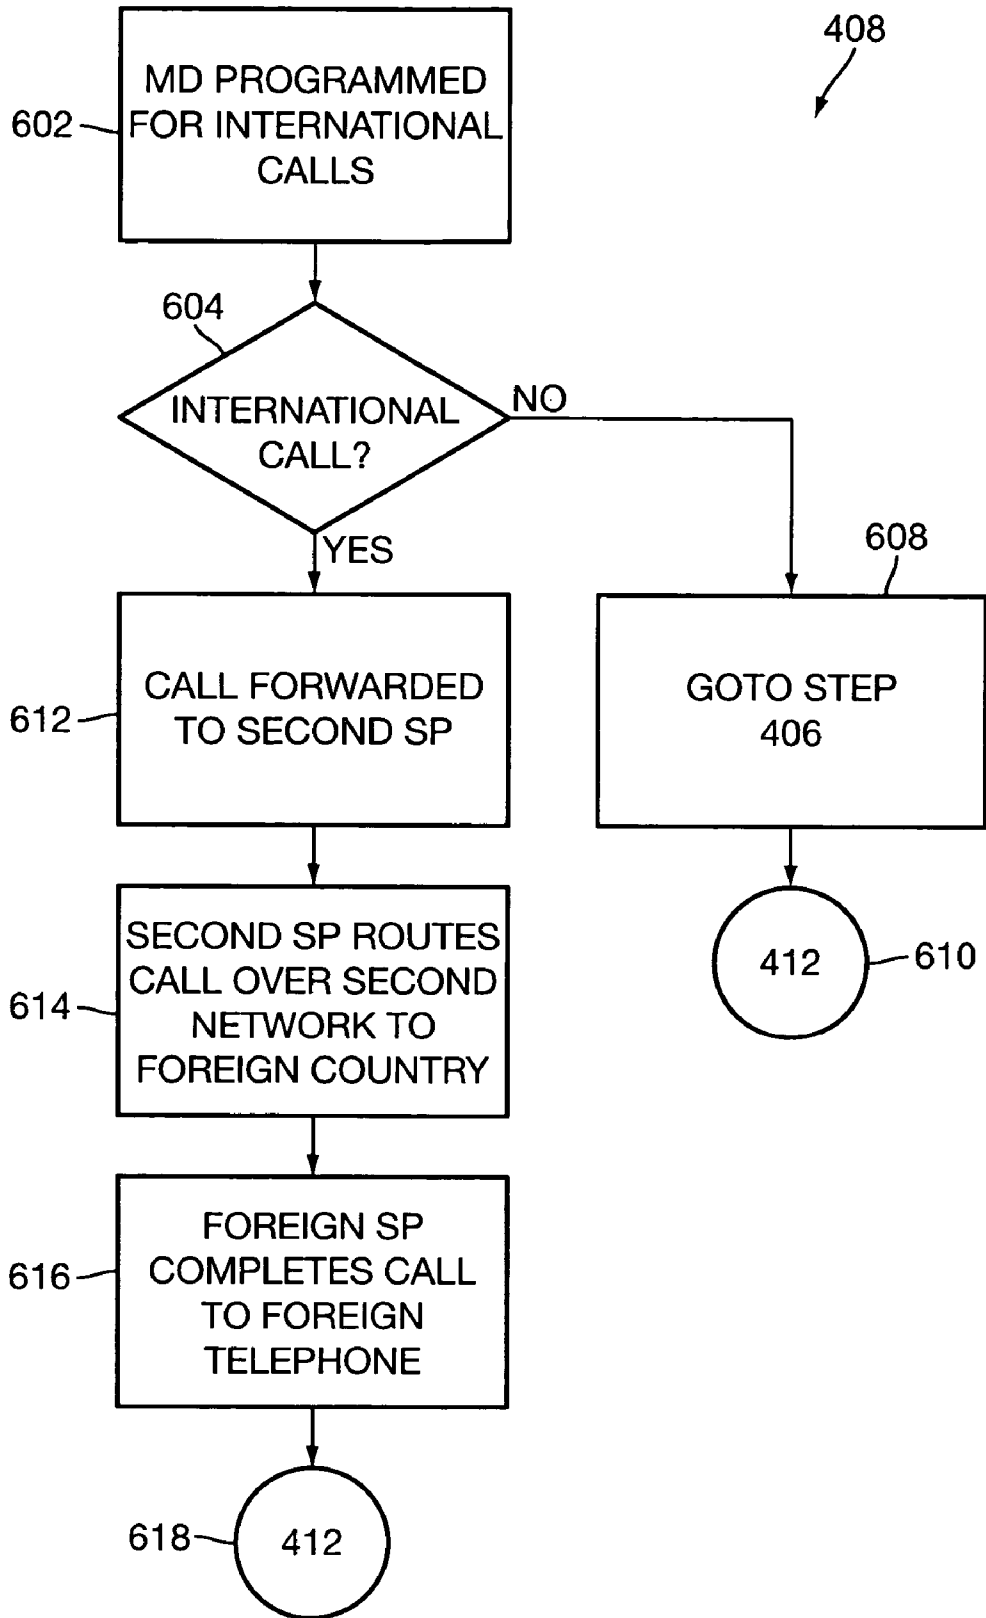 408
MD PROGRAMMED
FOR INTERNATIONAL
CALLS
602
604
INTERNATIONAL
CALL?
NO
YES
608
CALL FORWARDED
TO SECOND SP
612
GOTO STEP
406
SECOND SP ROUTES
CALL OVER SECOND
NETWORK TO
FOREIGN COUNTRY
614
412
610
FOREIGN SP
COMPLETES CALL
TO FOREIGN
TELEPHONE
616
618
412